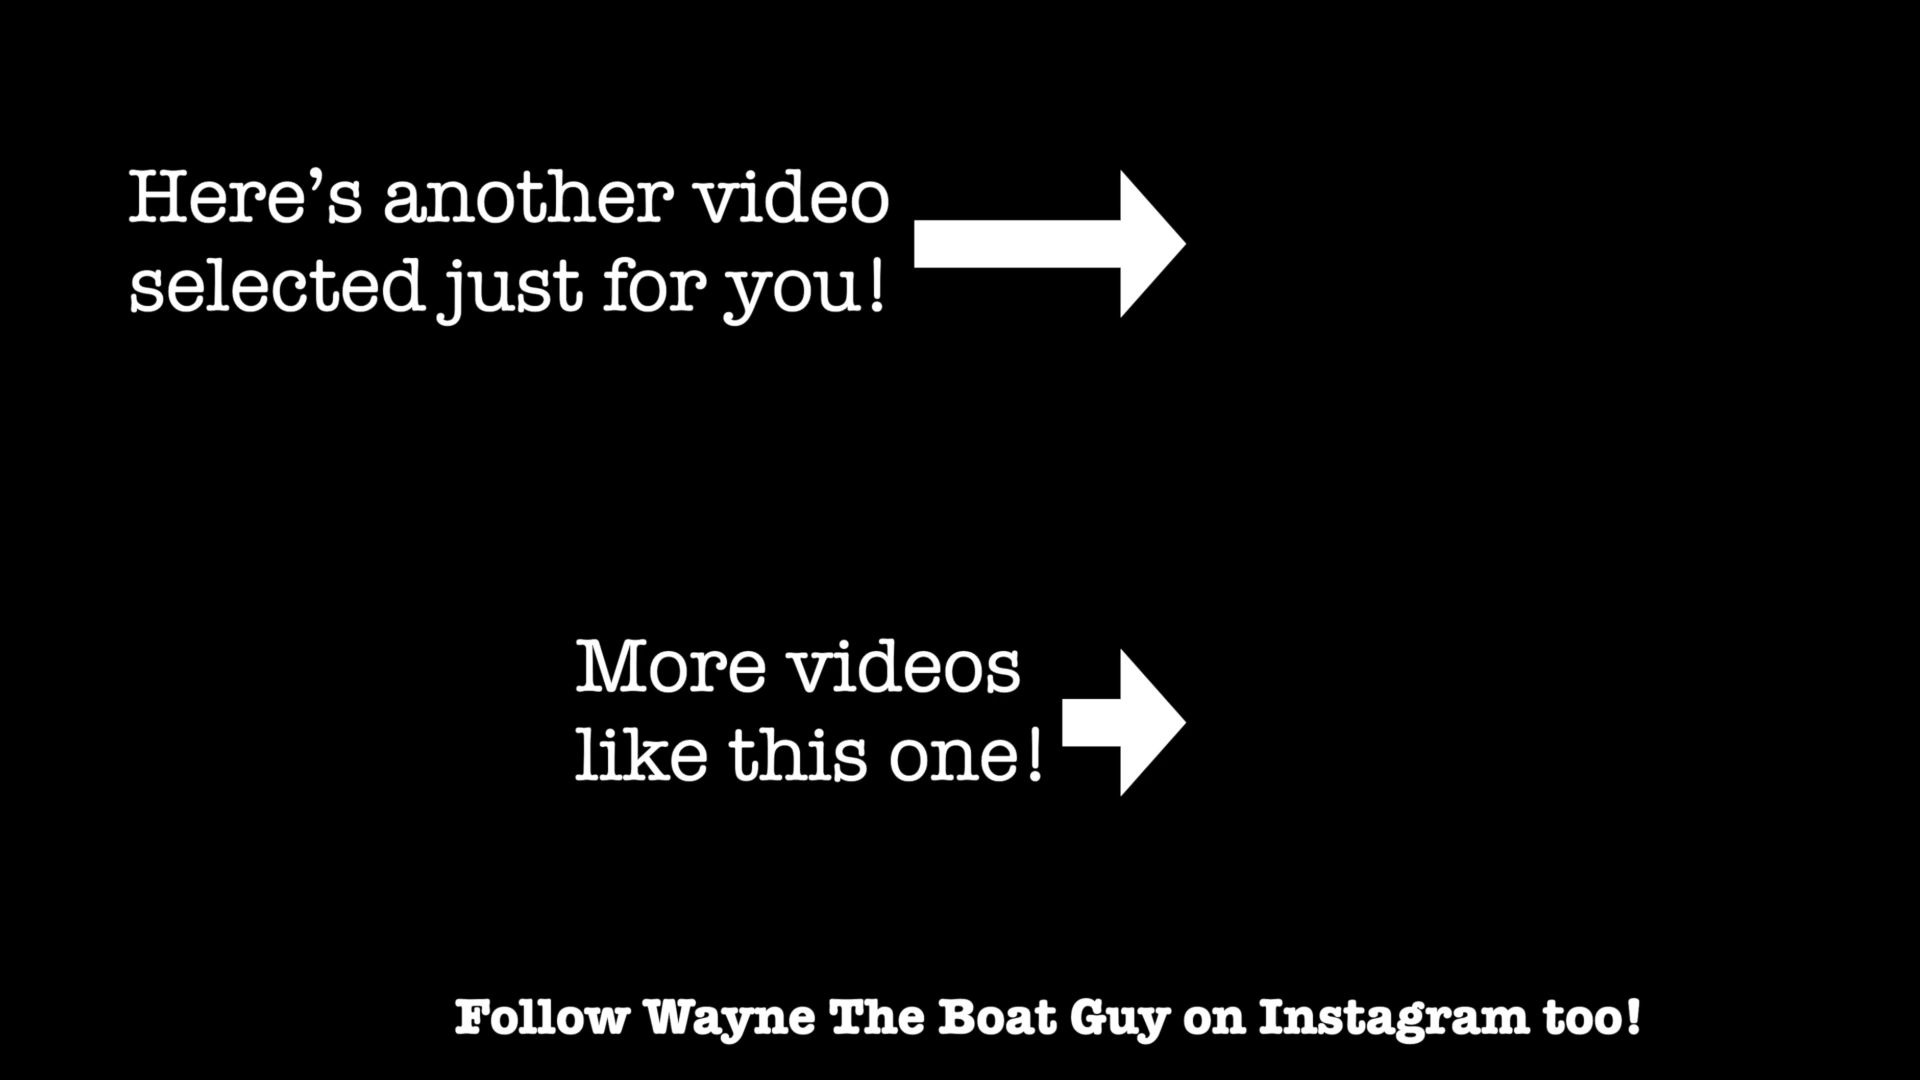 Here’s another video
selected just for you!
More videos
like this one!
Follow Wayne The Boat Guy on Instagram too!